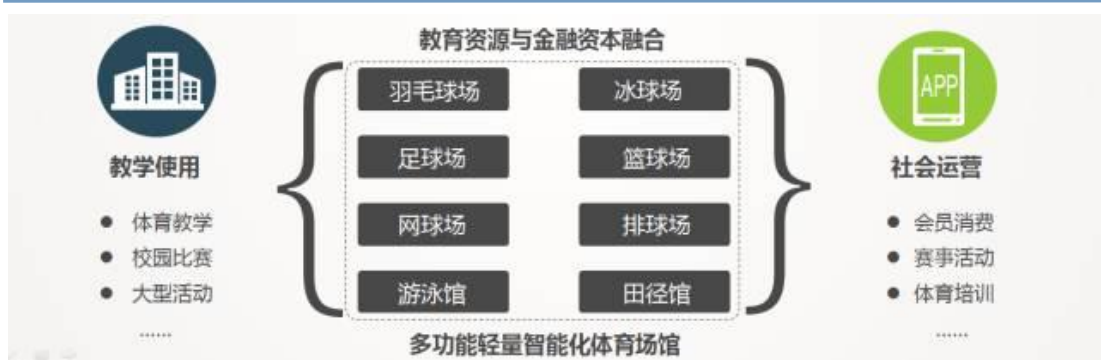 教育资源与金融资本融合
羽毛球场
冰球场
足球场
篮球场
网球场
排球场
游泳馆
田径馆
多功能轻量智能化体育场馆
教学使用
● 体育教学
● 校园比赛
● 大型活动
......
APP
社会运营
● 会员消费
● 赛事活动
● 体育培训
......